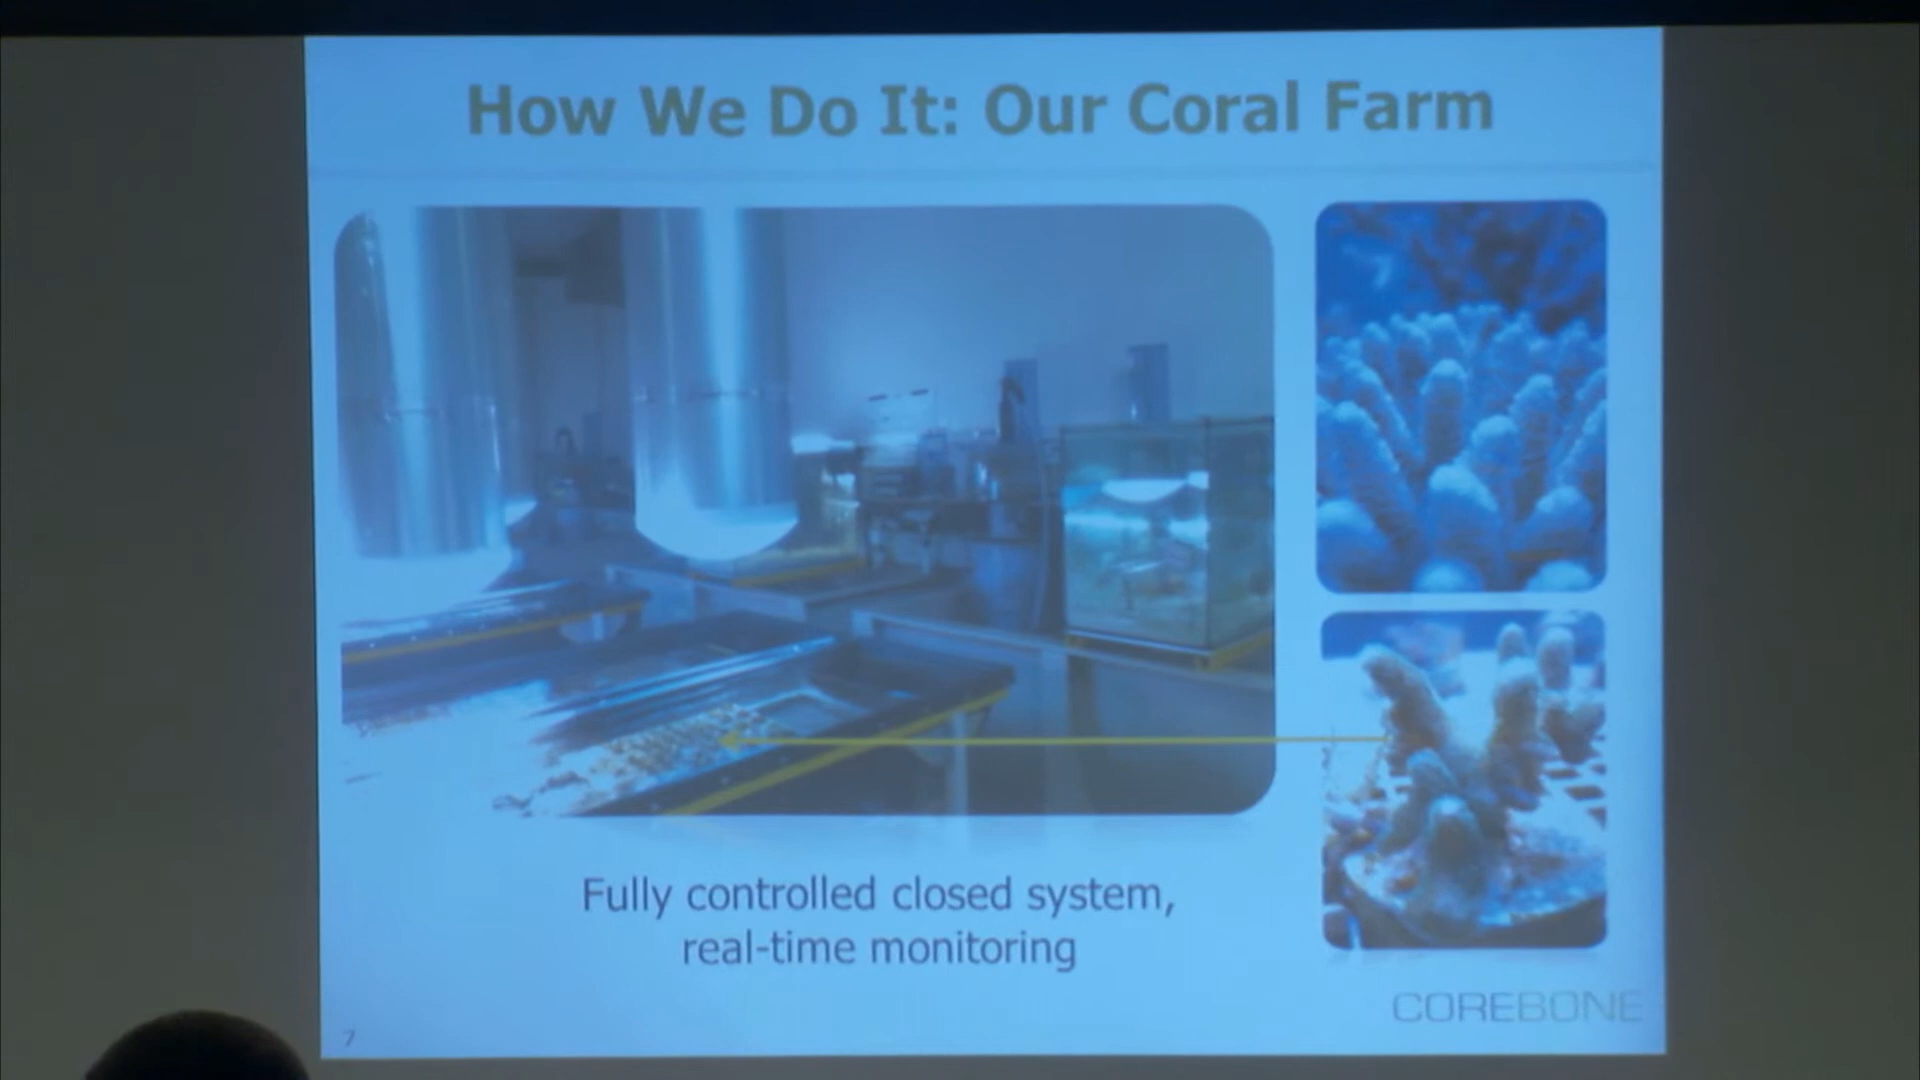 How We Do It: Our Coral Farm
Fully controlled closed system,
real-time monitoring
COREBONE
7